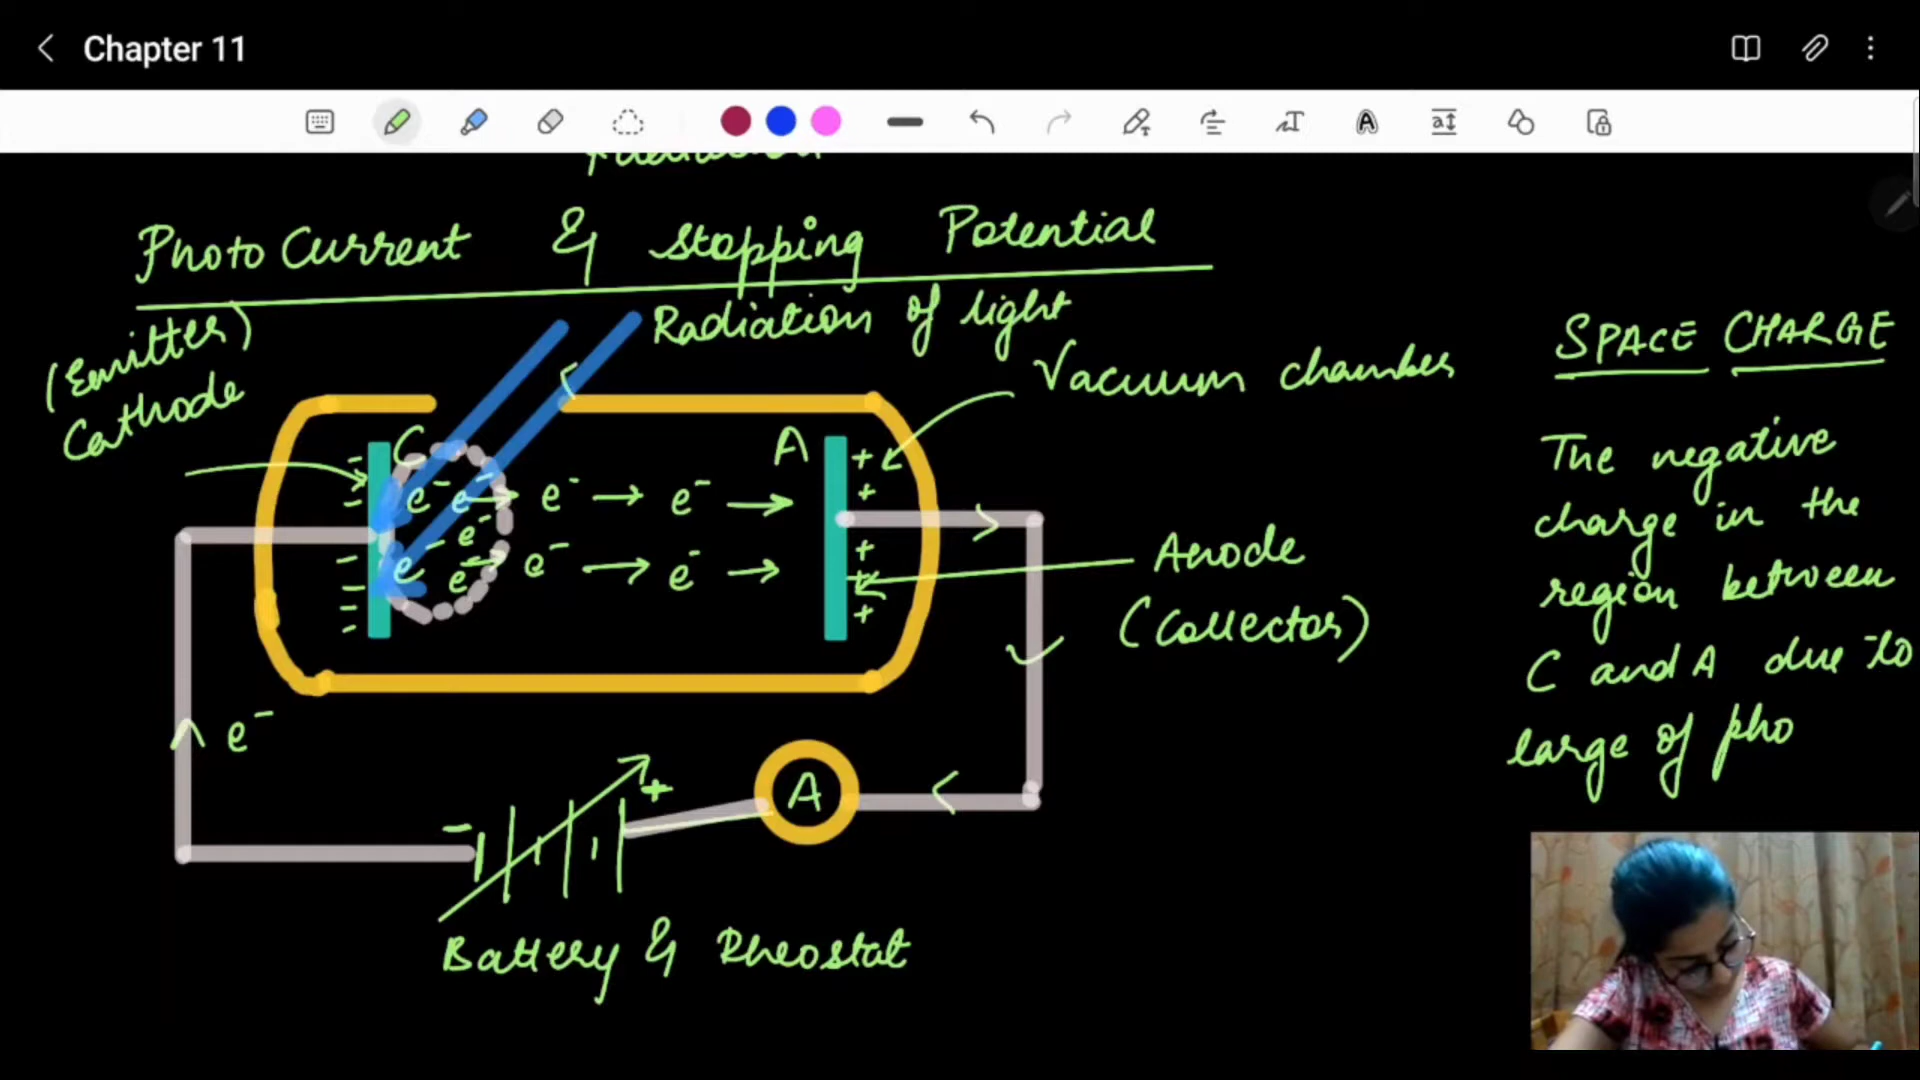 Chapter 11
Photo Current & Stopping Potential
(Emitter)
Cathode
Radiation of light
Vacuum chamber
C
A
e⁻ e⁻ → e⁻ → e⁻ →
e⁻
e⁻ e⁻ → e⁻ → e⁻ →
Anode
(Collector)
e⁻
A
- +
Battery & Rheostat
SPACE CHARGE
The negative
charge in the
region between
C and A due to
large of pho